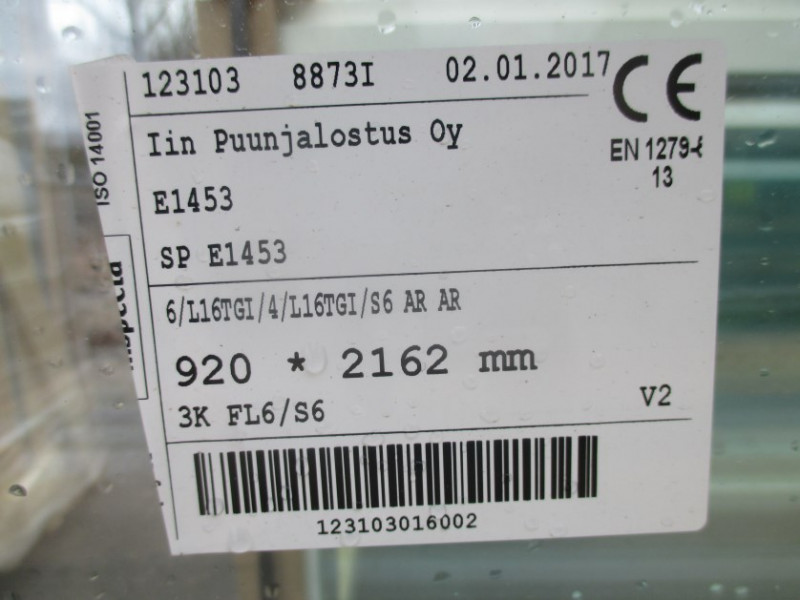 123103 8873I 02.01.2017
CE
Iin Puunjalostus Oy
EN 1279-
13
ISO 14001
E1453
SP E1453
6/L16TGI/4/L16TGI/S6 AR AR
920 * 2162 mm
3K FL6/S6
V2
123103016002